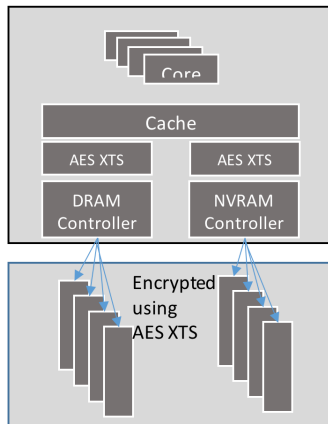 Core
Cache
AES XTS
AES XTS
DRAM
Controller
NVRAM
Controller
Encrypted
using
AES XTS